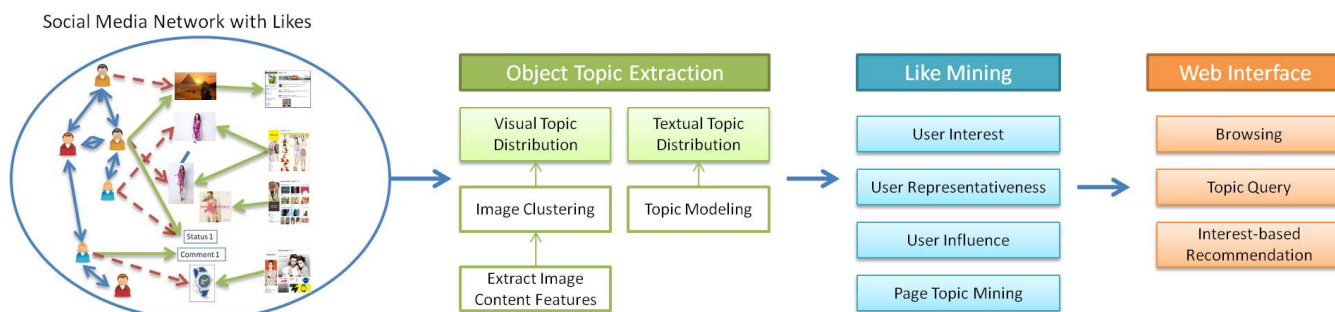 Social Media Network with Likes
Status 1
Comment 1
Object Topic Extraction
Visual Topic
Distribution
Textual Topic
Distribution
Image Clustering
Topic Modeling
Extract Image
Content Features
Like Mining
User Interest
User Representativeness
User Influence
Page Topic Mining
Web Interface
Browsing
Topic Query
Interest-based
Recommendation